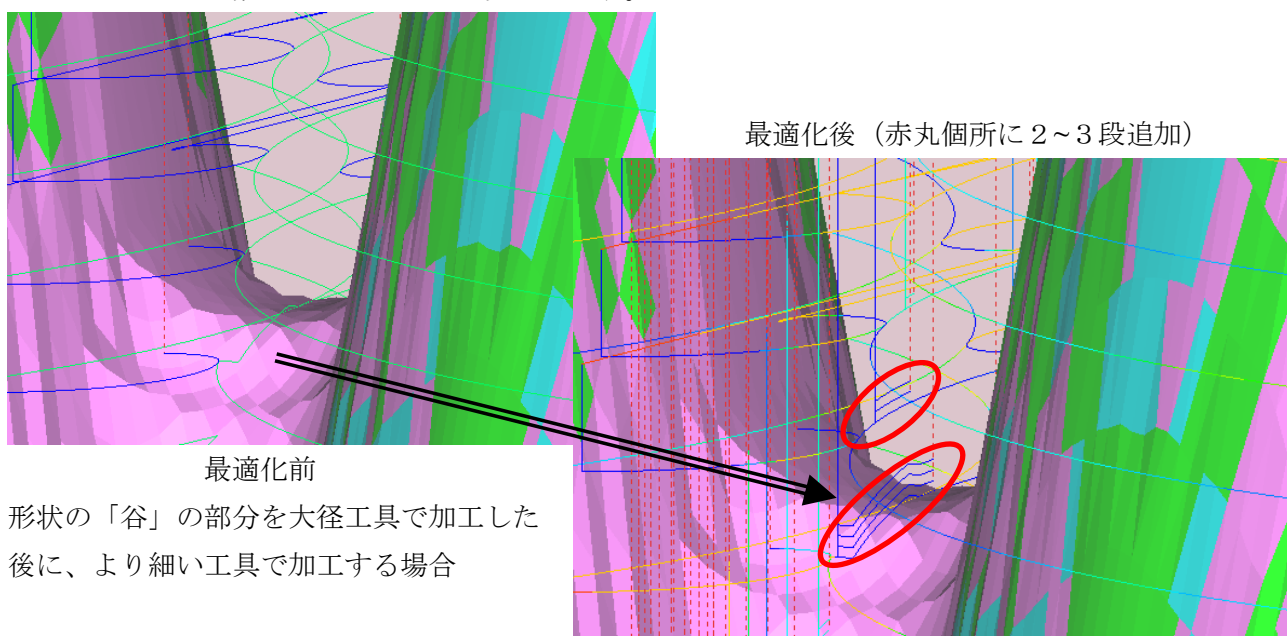 最適化後（赤丸個所に２~３段追加）
最適化前
形状の「谷」の部分を大径工具で加工した
後に、より細い工具で加工する場合